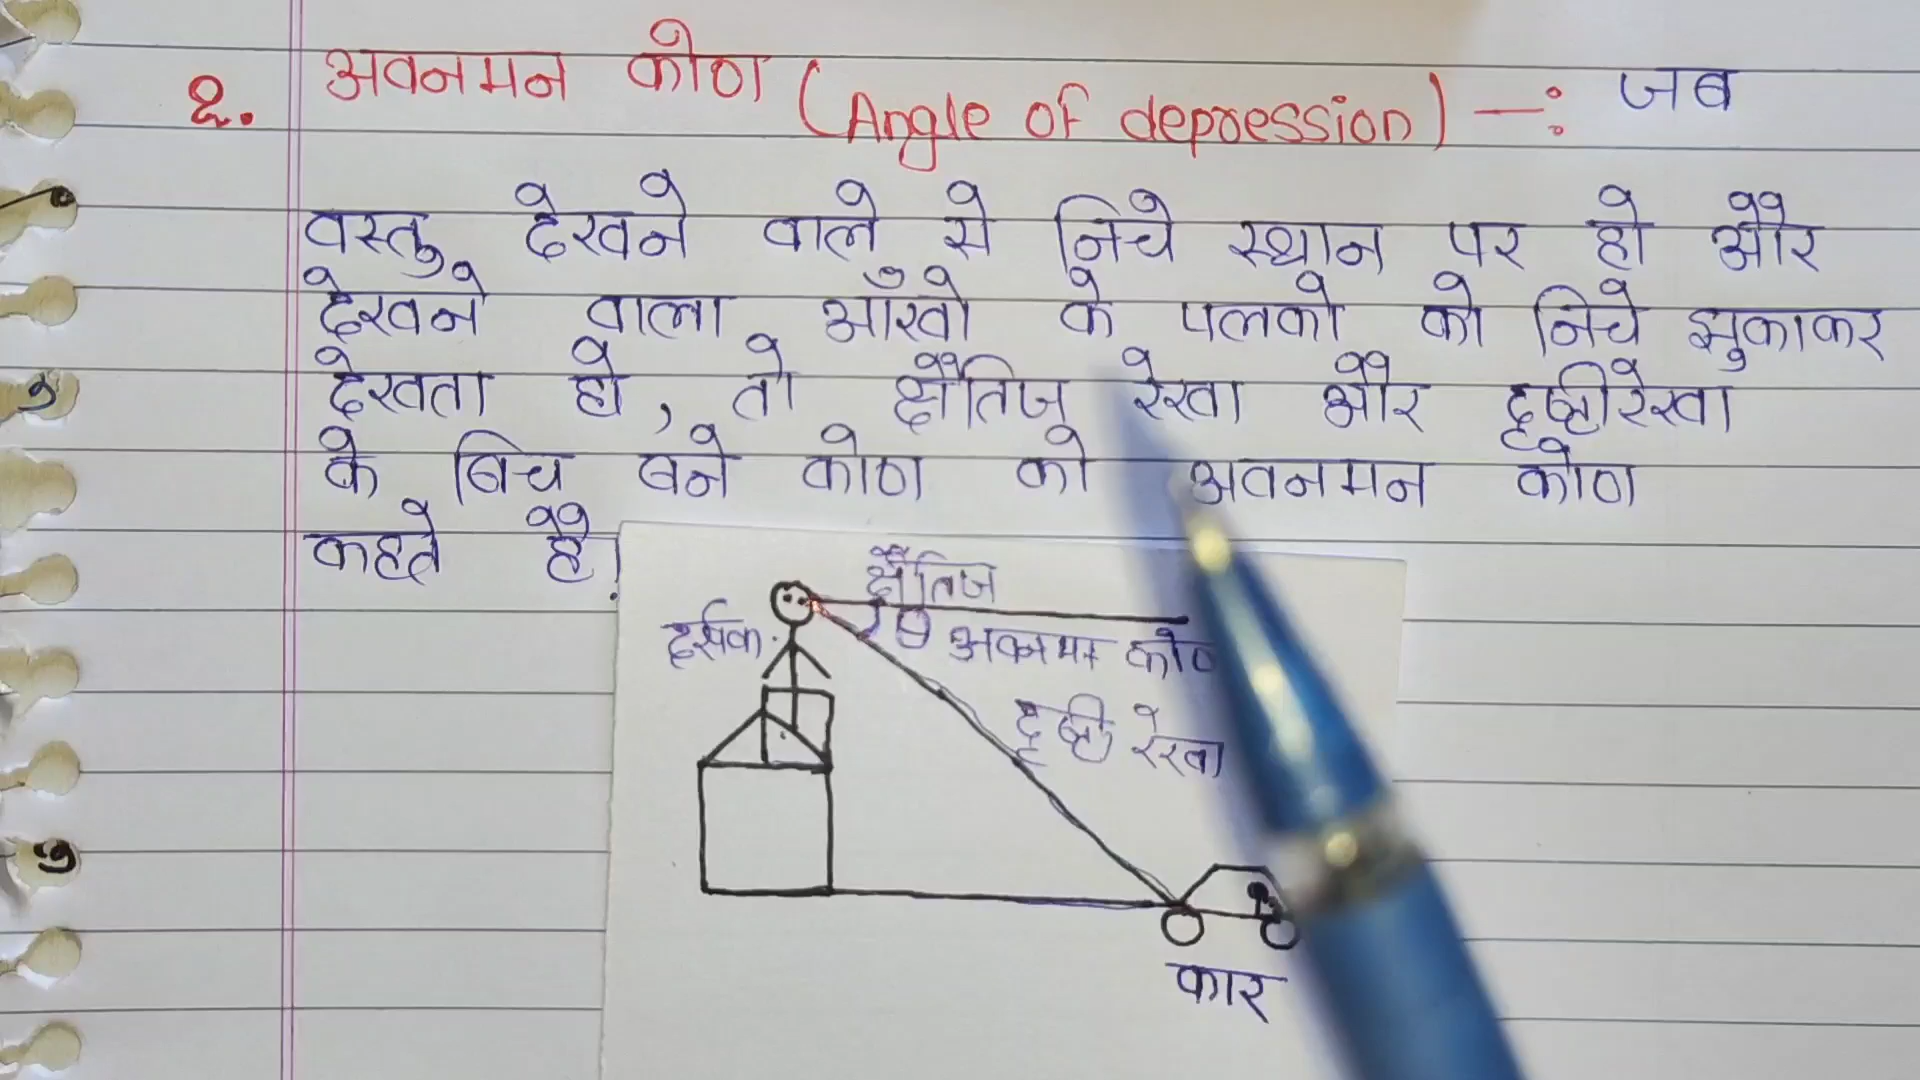 2. अवनमन कोण (Angle of depression) —: जब
वस्तु देखने वाले से निचे स्थान पर हो और
देखने वाला आँखो के पलको को निचे झुकाकर
देखता हो, तो क्षैतिज रेखा और दृष्टीरेखा
के बिच बने कोण को अवनमन कोण
कहते है।
क्षैतिज
दर्सक
θ अवनमन कोण
दृष्टी रेखा
कार